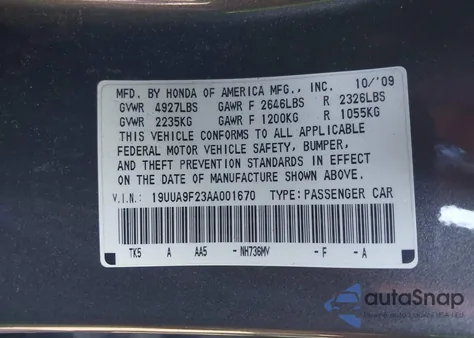 MFD. BY HONDA OF AMERICA MFG., INC. 10/'09
GVWR 4927LBS GAWR F 2646LBS R 2326LBS
GVWR 2235KG GAWR F 1200KG R 1055KG
THIS VEHICLE CONFORMS TO ALL APPLICABLE
FEDERAL MOTOR VEHICLE SAFETY, BUMPER,
AND THEFT PREVENTION STANDARDS IN EFFECT
ON THE DATE OF MANUFACTURE SHOWN ABOVE.
V.I.N.: 19UUA9F23AA001670 TYPE: PASSENGER CAR
TK5 A AA5 -NH736MV -F -A
autoSnap